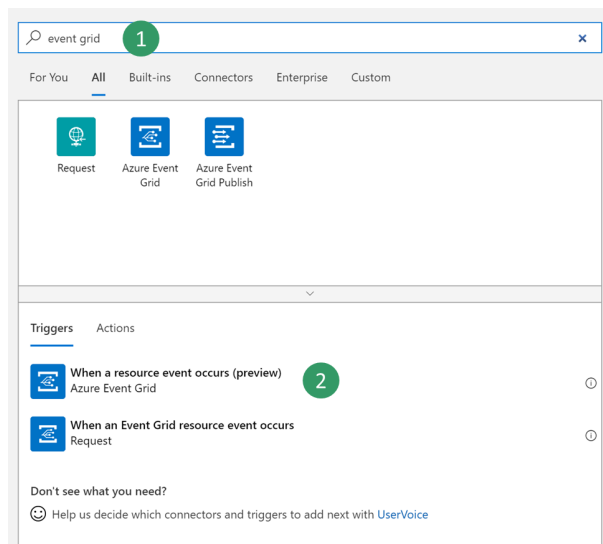 event grid
1
For You All Built-ins Connectors Enterprise Custom
Request Azure Event Azure Event
Grid Grid Publish
Triggers Actions
When a resource event occurs (preview)
2
Azure Event Grid
When an Event Grid resource event occurs
Request
Don't see what you need?
Help us decide which connectors and triggers to add next with UserVoice